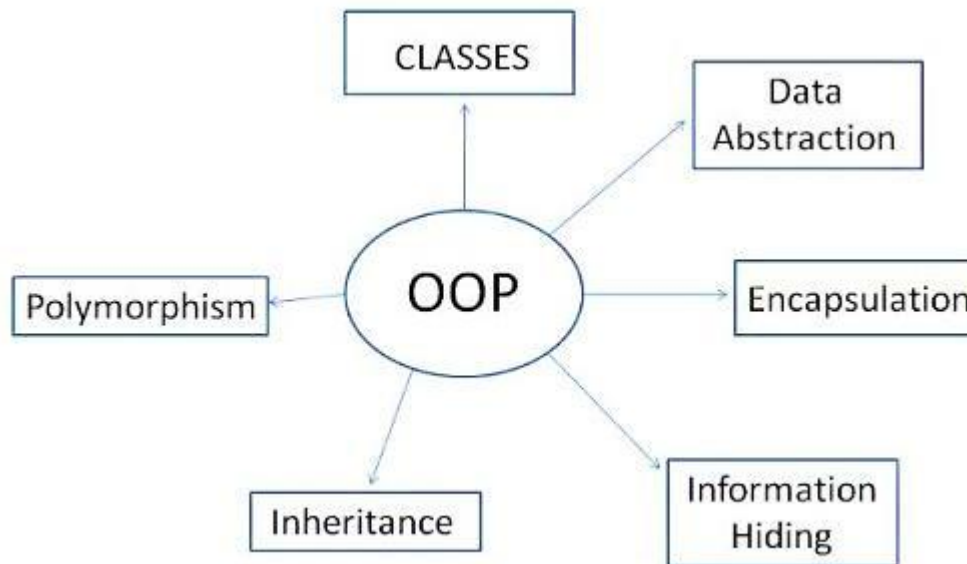 CLASSES
Data
Abstraction
OOP
Polymorphism
Encapsulation
Inheritance
Information
Hiding